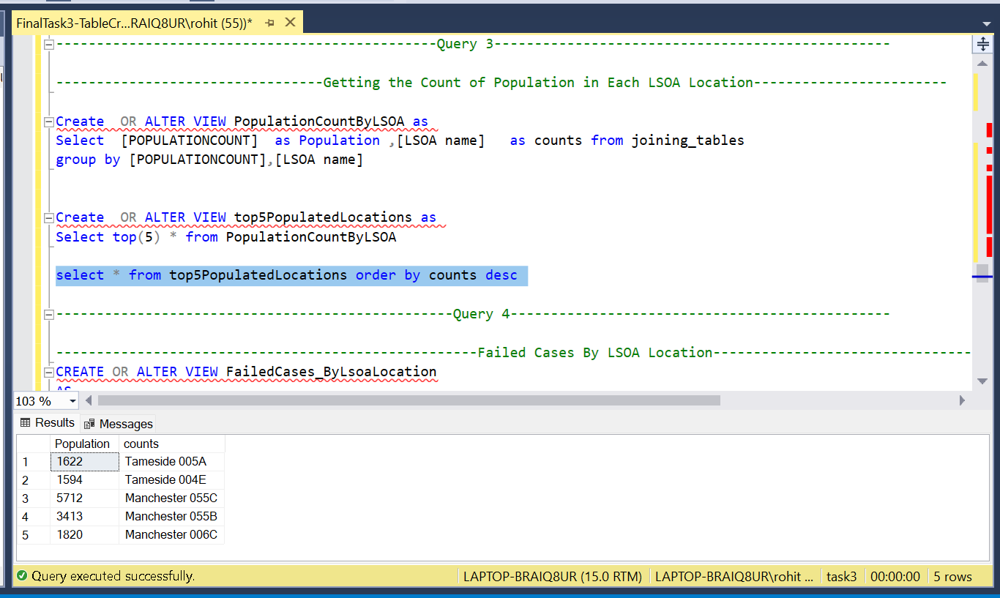 FinalTask3-TableCr...RAIQ8UR\rohit (55))*
-----------------------------------------------Query 3-------------------------------------------------
---------------------------------Getting the Count of Population in Each LSOA Location------------------------
Create  OR ALTER VIEW PopulationCountByLSOA as
Select  [POPULATIONCOUNT]  as Population ,[LSOA name]   as counts from joining_tables
group by [POPULATIONCOUNT],[LSOA name]
Create  OR ALTER VIEW top5PopulatedLocations as
Select top(5) * from PopulationCountByLSOA
select * from top5PopulatedLocations order by counts desc
-------------------------------------------------Query 4-----------------------------------------------
----------------------------------------------------Failed Cases By LSOA Location--------------------------------
CREATE OR ALTER VIEW FailedCases_ByLsoaLocation
AS
103 %
Results Messages
Population counts
1 1622 Tameside 005A
2 1594 Tameside 004E
3 5712 Manchester 055C
4 3413 Manchester 055B
5 1820 Manchester 006C
Query executed successfully. LAPTOP-BRAIQ8UR (15.0 RTM) LAPTOP-BRAIQ8UR\rohit ... task3 00:00:00 5 rows